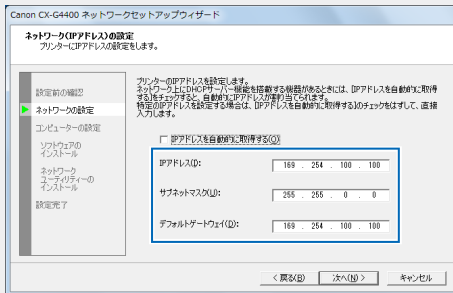 Canon CX-G4400 ネットワークセットアップウィザード
ネットワーク(IPアドレス)の設定
プリンターにIPアドレスの設定をします。
設定前の確認
ネットワークの設定
コンピューターの設定
ソフトウェアの
インストール
ネットワーク
ユーティリティーの
インストール
設定完了
プリンターのIPアドレスを設定します。
ネットワーク上にDHCPサーバー機能を搭載する機器があるときには、[IPアドレスを自動的に取得
する]をチェックすると、自動的にIPアドレスが割り当てられます。
特定のIPアドレスを設定する場合は、[IPアドレスを自動的に取得する]のチェックをはずして、直接
入力します。
IPアドレスを自動的に取得する(O)
IPアドレス(I): 169 . 254 . 100 . 100
サブネットマスク(U): 255 . 255 . 0 . 0
デフォルトゲートウェイ(D): 169 . 254 . 100 . 100
< 戻る(B) 次へ(N) > キャンセル